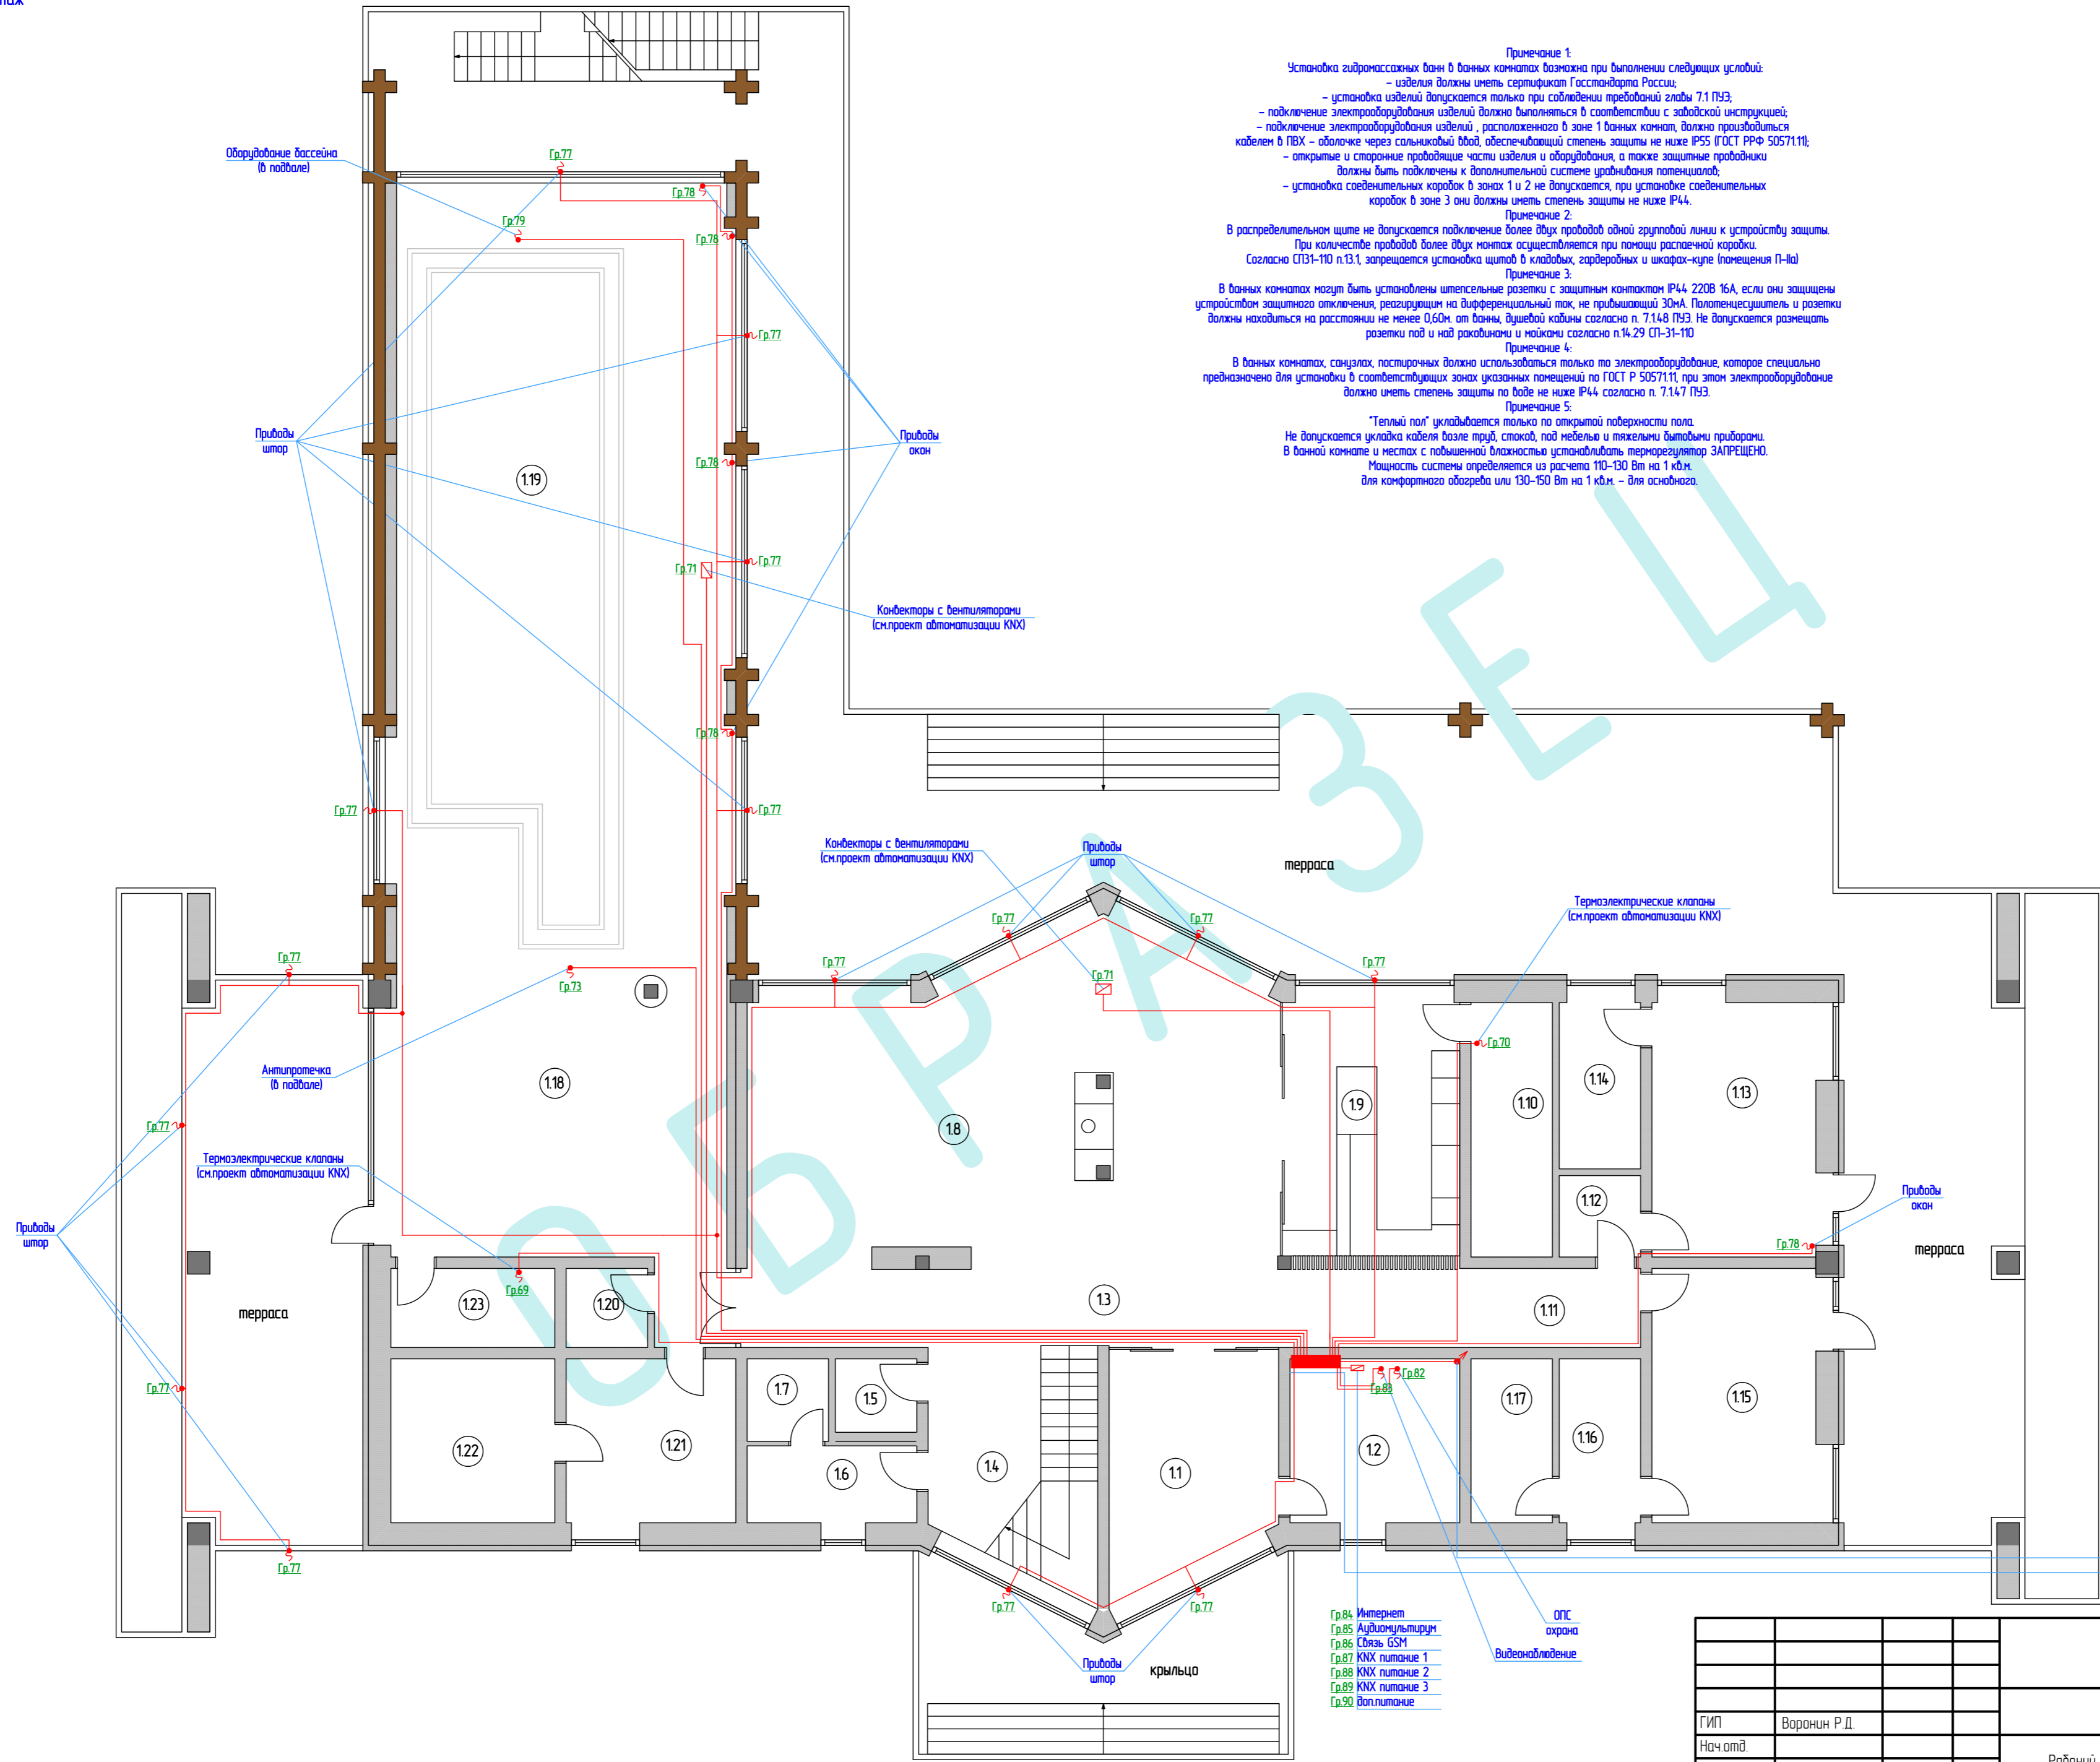 Примечание 1:
Установка гидромассажных ванн в ванных комнатах возможна при выполнении следующих условий:
– изделия должны иметь сертификат Госстандарта России;
– установка изделий допускается только при соблюдении требований главы 7.1 ПУЭ;
– подключение электрооборудования изделий должно выполняться в соответствии с заводской инструкцией;
– подключение электрооборудования изделий , расположенного в зоне 1 ванных комнат, должно производиться
кабелем в ПВХ – оболочке через сальниковый ввод, обеспечивающий степень защиты не ниже IP55 (ГОСТ РРФ 50571.11);
– открытые и сторонние проводящие части изделия и оборудования, а также защитные проводники
должны быть подключены к дополнительной системе уравнивания потенциалов;
– установка соеденительных коробок в зонах 1 и 2 не допускается, при установке соеденительных
коробок в зоне 3 они должны иметь степень защиты не ниже IP44.
Примечание 2:
В распределительном щите не допускается подключение более двух проводов одной групповой линии к устройству защиты.
При количестве проводов более двух монтаж осуществляется при помощи распаечной коробки.
Согласно СП31-110 п.13.1, запрещается установка щитов в кладовых, гардеробных и шкафах-купе (помещения П-IIа)
Примечание 3:
В ванных комнатах могут быть установлены штепсельные розетки с защитным контактом IP44 220В 16А, если они защищены
устройством защитного отключения, реагирующим на дифференциальный ток, не привышающий 30мА. Полотенцесушитель и розетки
должны находиться на расстоянии не менее 0,60м. от ванны, душевой кабины согласно п. 7.1.48 ПУЭ. Не допускается размещать
розетки под и над раковинами и мойками согласно п.14.29 СП-31-110
Примечание 4:
В ванных комнатах, санузлах, постирочных должно использоваться только то электрооборудование, которое специально
предназначено для установки в соответствующих зонах указанных помещений по ГОСТ Р 50571.11, при этом электрооборудование
должно иметь степень защиты по воде не ниже IP44 согласно п. 7.1.47 ПУЭ.
Примечание 5:
"Теплый пол" укладывается только по открытой поверхности пола.
Не допускается укладка кабеля возле труб, стоков, под мебелью и тяжелыми бытовыми приборами.
В ванной комнате и местах с повышенной влажностью устанавливать терморегулятор ЗАПРЕЩЕНО.
Мощность системы определяется из расчета 110-130 Вт на 1 кв.м.
для комфортного обогрева или 130-150 Вт на 1 кв.м. – для основного.
Оборудование бассейна
(в подвале)
Гр.77
Гр.78
Гр.79
Гр.78
Гр.77
Приводы
штор
Приводы
окон
Гр.78
1.19
Гр.77
Гр.71
Конвекторы с вентиляторами
(см.проект автоматизации KNX)
Гр.78
Гр.77
Гр.77
Конвекторы с вентиляторами
(см.проект автоматизации KNX)
Приводы
штор
терраса
Термоэлектрические клапаны
(см.проект автоматизации KNX)
Гр.77
Гр.77
Гр.77
Гр.77
Гр.77
Гр.71
Гр.73
Гр.70
Антипротечка
(в подвале)
1.18
1.8
1.9
1.10
1.14
1.13
Гр.77
Термоэлектрические клапаны
(см.проект автоматизации KNX)
1.12
Приводы
окон
Приводы
штор
Гр.78
терраса
Гр.69
терраса
1.23
1.20
1.3
1.11
Гр.77
1.7
1.5
Гр.83
Гр.82
1.17
1.15
1.22
1.21
1.6
1.4
1.1
1.2
1.16
Гр.77
Гр.77
Гр.77
Приводы
штор
крыльцо
Гр.84 Интернет
Гр.85 Аудиомультирум
Гр.86 Связь GSM
Гр.87 KNX питание 1
Гр.88 KNX питание 2
Гр.89 KNX питание 3
Гр.90 доп.питание
ОПС
охрана
Видеонаблюдение
ГИП Воронин Р.Д.
Нач.отд.
Рабочий
ОБРАЗЕЦ